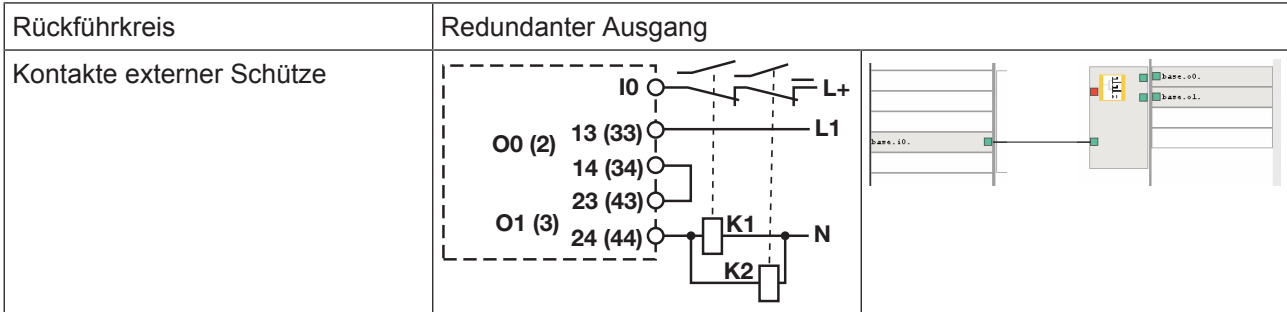 Rückführkreis
Redundanter Ausgang
Kontakte externer Schütze
I0
L+
O0 (2)
13 (33)
L1
14 (34)
23 (43)
O1 (3)
24 (44)
K1
N
K2
base.i0.
base.o0.
base.o1.